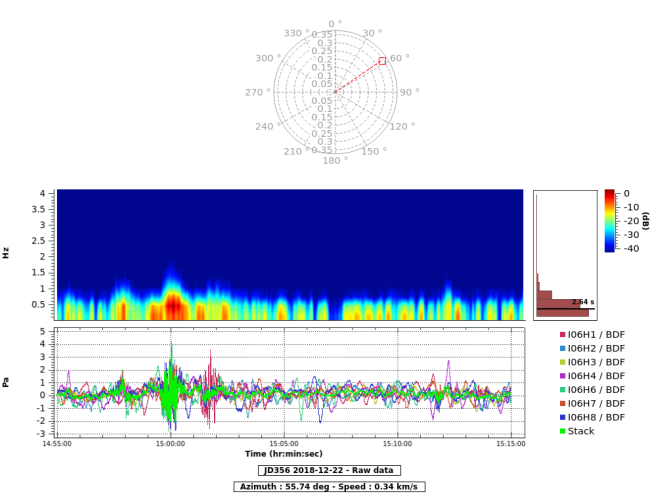 0 °
330 ° 0.35 30 °
0.3
0.25
300 ° 0.2 60 °
0.15
0.1
0.05
270 ° 90 °
0.05
0.1
0.15
240 ° 0.2 120 °
0.25
0.3
210 ° 0.35 150 °
180 °
Hz
4
3.5
3
2.5
2
1.5
1
0.5
2.64 s
0
-10
-20
-30
-40
(dB)
Pa
5
4
3
2
1
0
-1
-2
-3
14:55:00 15:00:00 15:05:00 15:10:00 15:15:00
Time (hr:min:sec)
I06H1 / BDF
I06H2 / BDF
I06H3 / BDF
I06H4 / BDF
I06H6 / BDF
I06H7 / BDF
I06H8 / BDF
Stack
JD356 2018-12-22 - Raw data
Azimuth : 55.74 deg - Speed : 0.34 km/s